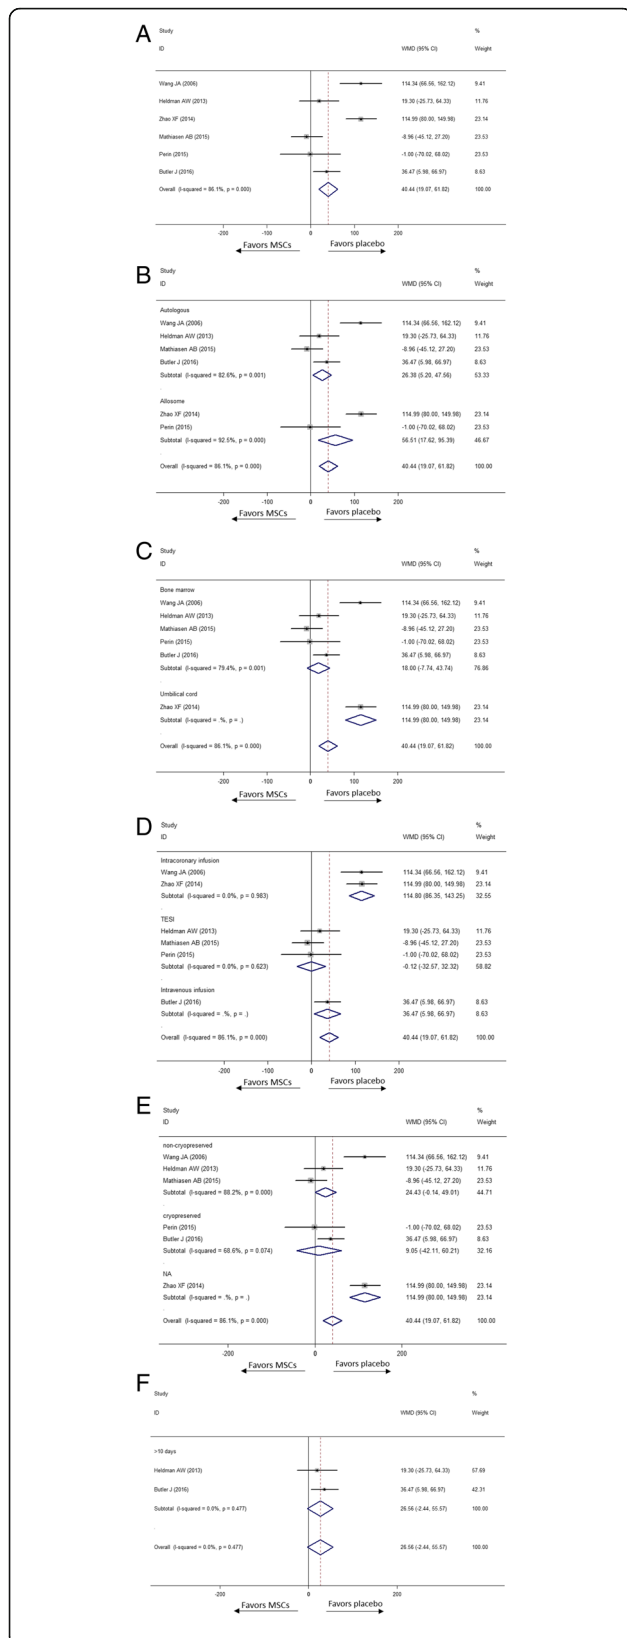 A
Study %
ID WMD (95% CI) Weight
Wang JA (2006) 114.34 (66.56, 162.12) 9.41
Heldman AW (2013) 19.30 (-25.73, 64.33) 11.76
Zhao XF (2014) 114.99 (80.00, 149.98) 23.14
Mathiasen AB (2015) -8.96 (-45.12, 27.20) 23.53
Perin (2015) -1.00 (-70.02, 68.02) 23.53
Butler J (2016) 36.47 (5.98, 66.97) 8.63
Overall (I-squared = 86.1%, p = 0.000) 40.44 (19.07, 61.82) 100.00
-200 -100 0 100 200
Favors MSCs Favors placebo
B
Study %
ID WMD (95% CI) Weight
Autologous
Wang JA (2006) 114.34 (66.56, 162.12) 9.41
Heldman AW (2013) 19.30 (-25.73, 64.33) 11.76
Mathiasen AB (2015) -8.96 (-45.12, 27.20) 23.53
Butler J (2016) 36.47 (5.98, 66.97) 8.63
Subtotal (I-squared = 82.6%, p = 0.001) 26.38 (5.20, 47.56) 53.33
.
Allosome
Zhao XF (2014) 114.99 (80.00, 149.98) 23.14
Perin (2015) -1.00 (-70.02, 68.02) 23.53
Subtotal (I-squared = 92.5%, p = 0.000) 56.51 (17.62, 95.39) 46.67
.
Overall (I-squared = 86.1%, p = 0.000) 40.44 (19.07, 61.82) 100.00
-200 -100 0 100 200
Favors MSCs Favors placebo
C
Study %
ID WMD (95% CI) Weight
Bone marrow
Wang JA (2006) 114.34 (66.56, 162.12) 9.41
Heldman AW (2013) 19.30 (-25.73, 64.33) 11.76
Mathiasen AB (2015) -8.96 (-45.12, 27.20) 23.53
Perin (2015) -1.00 (-70.02, 68.02) 23.53
Butler J (2016) 36.47 (5.98, 66.97) 8.63
Subtotal (I-squared = 79.4%, p = 0.001) 18.00 (-7.74, 43.74) 76.86
.
Umbilical cord
Zhao XF (2014) 114.99 (80.00, 149.98) 23.14
Subtotal (I-squared = .%, p = .) 114.99 (80.00, 149.98) 23.14
.
Overall (I-squared = 86.1%, p = 0.000) 40.44 (19.07, 61.82) 100.00
-200 -100 0 100 200
Favors MSCs Favors placebo
D
Study %
ID WMD (95% CI) Weight
Intracoronary infusion
Wang JA (2006) 114.34 (66.56, 162.12) 9.41
Zhao XF (2014) 114.99 (80.00, 149.98) 23.14
Subtotal (I-squared = 0.0%, p = 0.983) 114.80 (86.35, 143.25) 32.55
.
TESI
Heldman AW (2013) 19.30 (-25.73, 64.33) 11.76
Mathiasen AB (2015) -8.96 (-45.12, 27.20) 23.53
Perin (2015) -1.00 (-70.02, 68.02) 23.53
Subtotal (I-squared = 0.0%, p = 0.623) -0.12 (-32.57, 32.32) 58.82
.
Intravenous infusion
Butler J (2016) 36.47 (5.98, 66.97) 8.63
Subtotal (I-squared = .%, p = .) 36.47 (5.98, 66.97) 8.63
.
Overall (I-squared = 86.1%, p = 0.000) 40.44 (19.07, 61.82) 100.00
-200 -100 0 100 200
Favors MSCs Favors placebo
E
Study %
ID WMD (95% CI) Weight
non-cryopreserved
Wang JA (2006) 114.34 (66.56, 162.12) 9.41
Heldman AW (2013) 19.30 (-25.73, 64.33) 11.76
Mathiasen AB (2015) -8.96 (-45.12, 27.20) 23.53
Subtotal (I-squared = 88.2%, p = 0.000) 24.43 (-0.14, 49.01) 44.71
.
cryopreserved
Perin (2015) -1.00 (-70.02, 68.02) 23.53
Butler J (2016) 36.47 (5.98, 66.97) 8.63
Subtotal (I-squared = 68.6%, p = 0.074) 9.05 (-42.11, 60.21) 32.16
.
NA
Zhao XF (2014) 114.99 (80.00, 149.98) 23.14
Subtotal (I-squared = .%, p = .) 114.99 (80.00, 149.98) 23.14
.
Overall (I-squared = 86.1%, p = 0.000) 40.44 (19.07, 61.82) 100.00
-200 0 200
Favors MSCs Favors placebo
F
Study %
ID WMD (95% CI) Weight
>10 days
Heldman AW (2013) 19.30 (-25.73, 64.33) 57.69
Butler J (2016) 36.47 (5.98, 66.97) 42.31
Subtotal (I-squared = 0.0%, p = 0.477) 26.56 (-2.44, 55.57) 100.00
.
Overall (I-squared = 0.0%, p = 0.477) 26.56 (-2.44, 55.57) 100.00
-200 -100 0 100 200
Favors MSCs Favors placebo